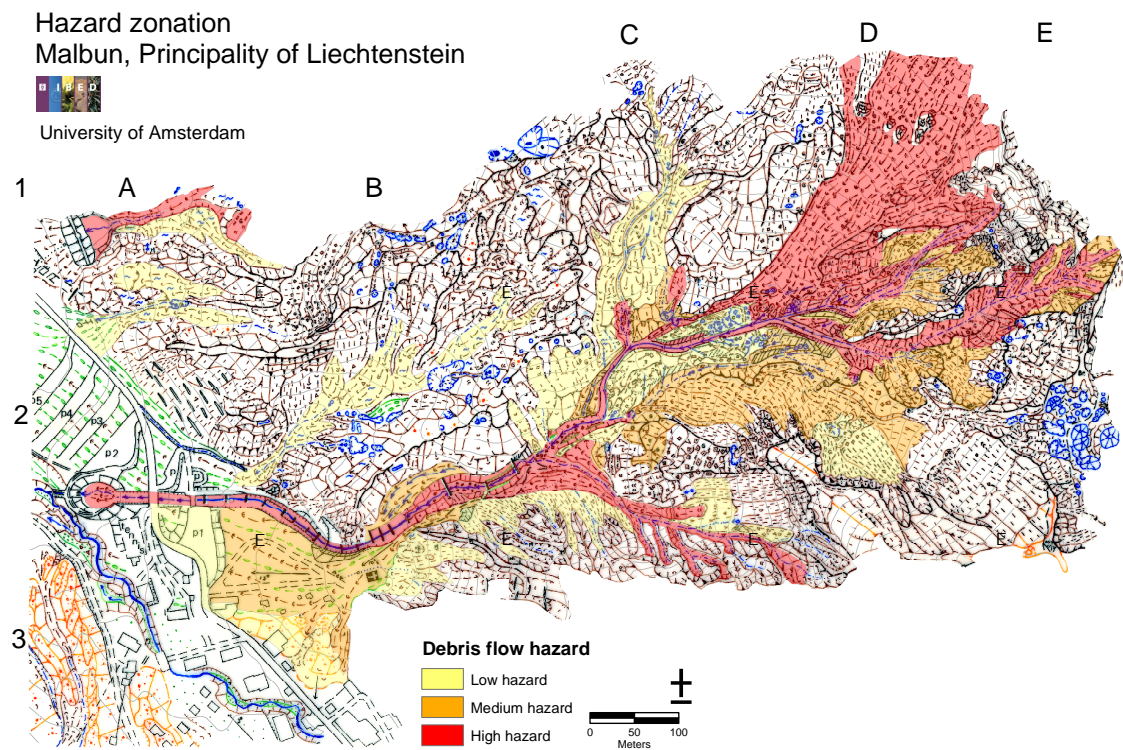 Hazard zonation
Malbun, Principality of Liechtenstein
IBED
University of Amsterdam
C D E
1 A B
E
E
E E
p5
p4
p3
2
p2
p1
E E E E
3
Debris flow hazard
Low hazard
Medium hazard
High hazard
0 50 100
Meters